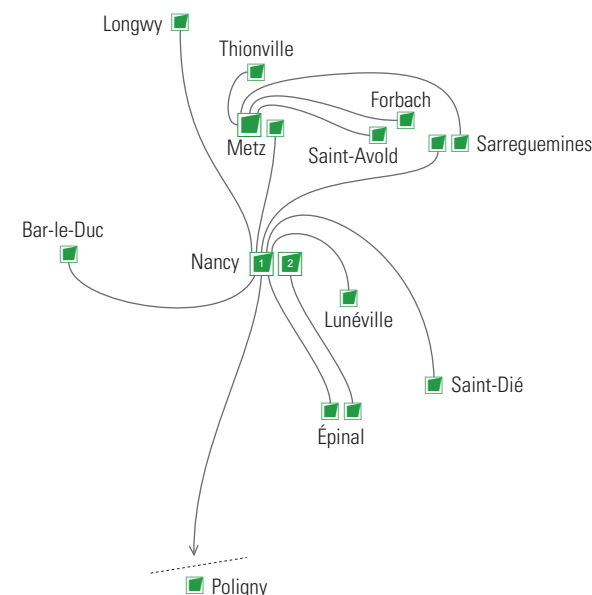 Longwy
Thionville
Forbach
Metz
Saint-Avold
Sarreguemines
Bar-le-Duc
Nancy 1 2
Lunéville
Saint-Dié
Épinal
Poligny